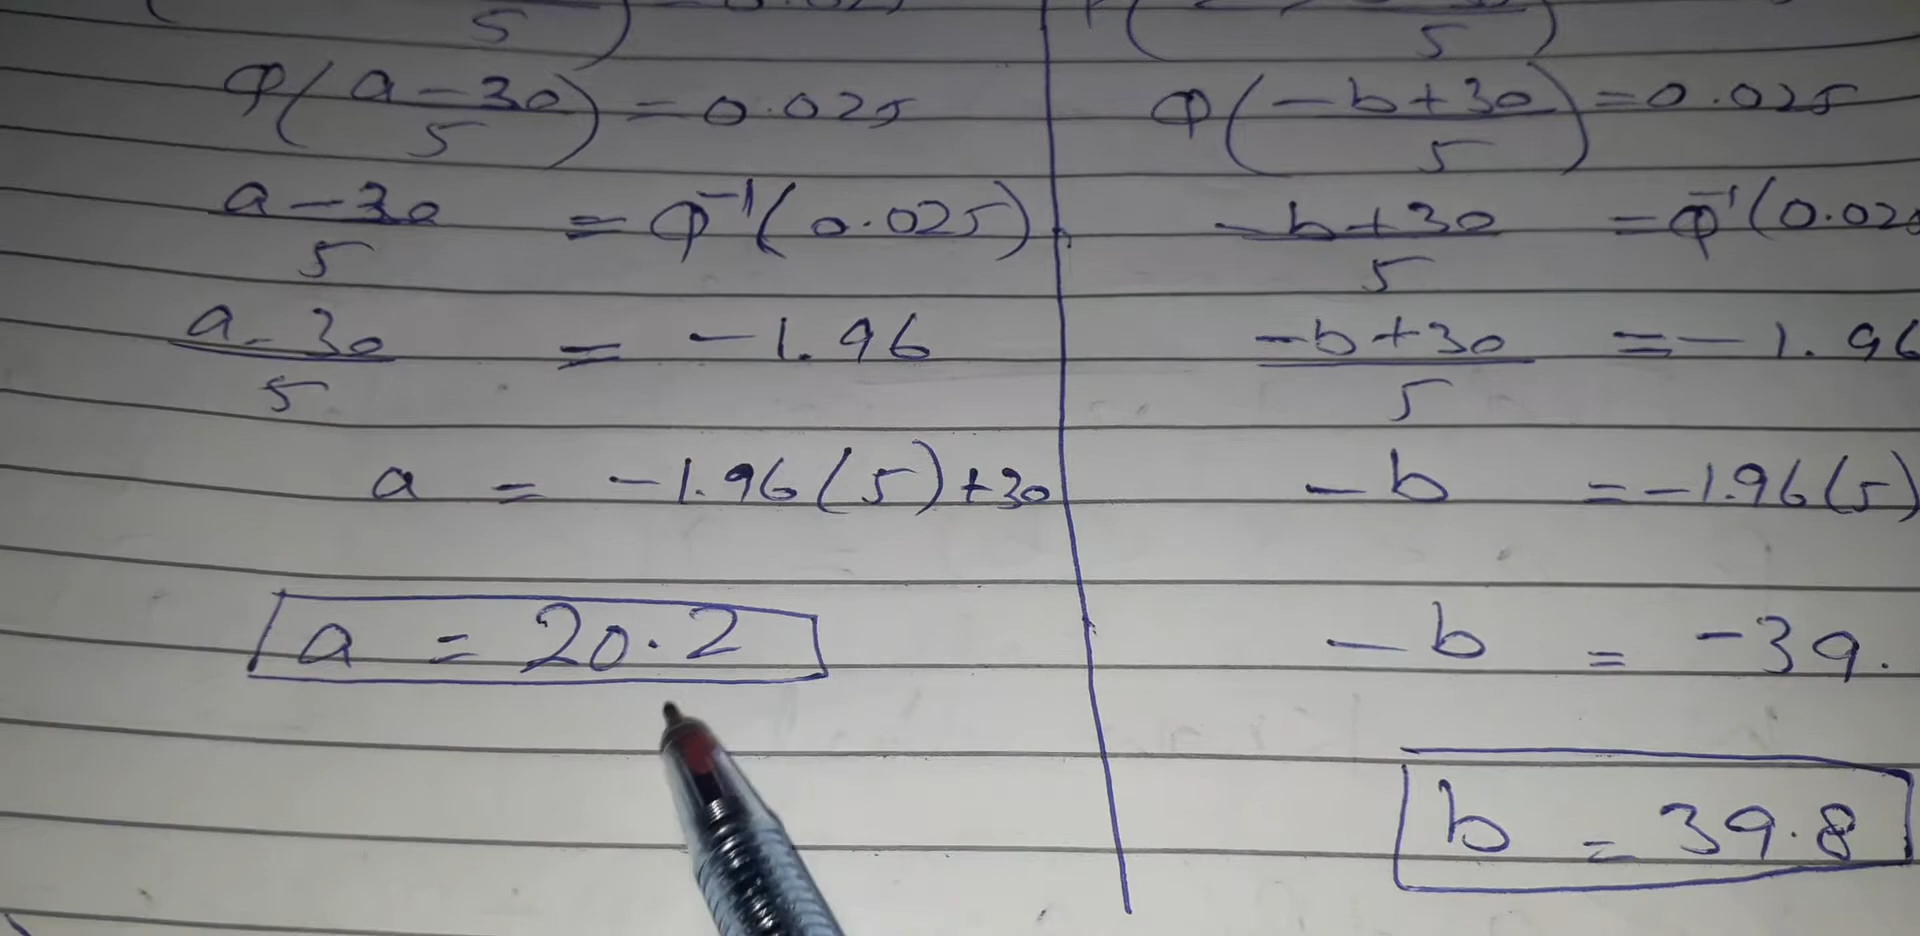 5
φ(a-30/5) = 0.025
a-30/5 = φ⁻¹(0.025)
a-30/5 = -1.96
a = -1.96(5)+30
a = 20.2
5
φ(-b+30/5) = 0.025
-b+30/5 = φ⁻¹(0.02
-b+30/5 = -1.96
-b = -1.96(5)
-b = -39.
b = 39.8